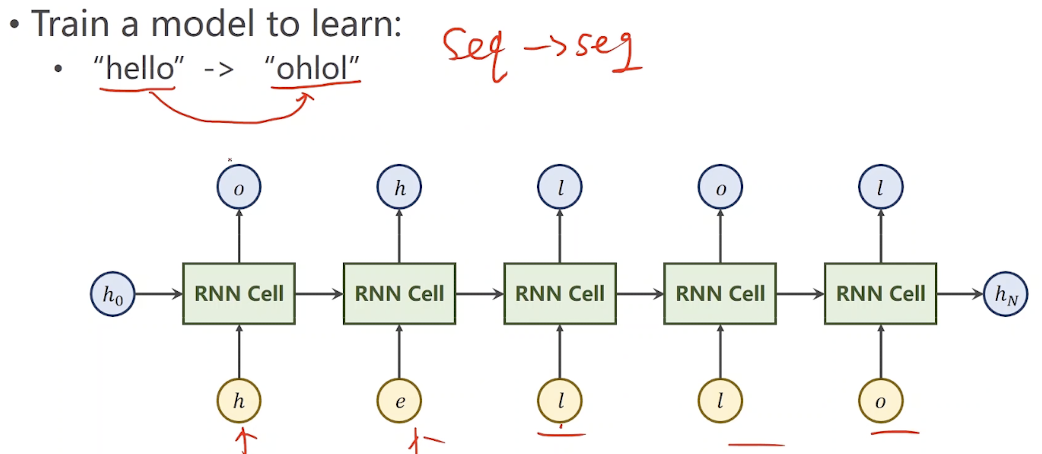 • Train a model to learn:
seq -> seq
• "hello" -> "ohlol"
o h l o l
h₀ RNN Cell RNN Cell RNN Cell RNN Cell RNN Cell h_N
h e l l o